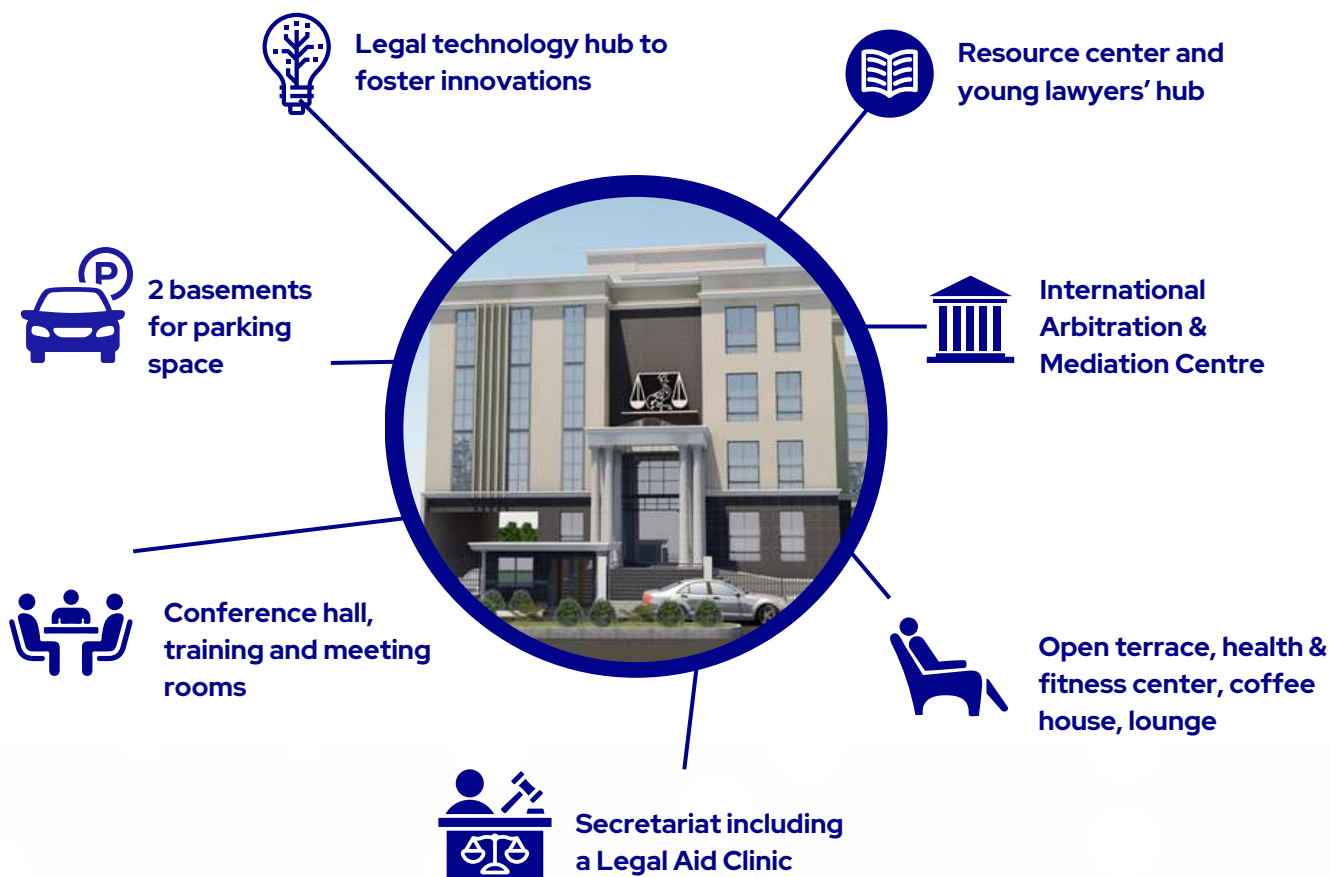 Legal technology hub to
foster innovations
Resource center and
young lawyers’ hub
P
2 basements
for parking
space
International
Arbitration &
Mediation Centre
Conference hall,
training and meeting
rooms
Open terrace, health &
fitness center, coffee
house, lounge
Secretariat including
a Legal Aid Clinic